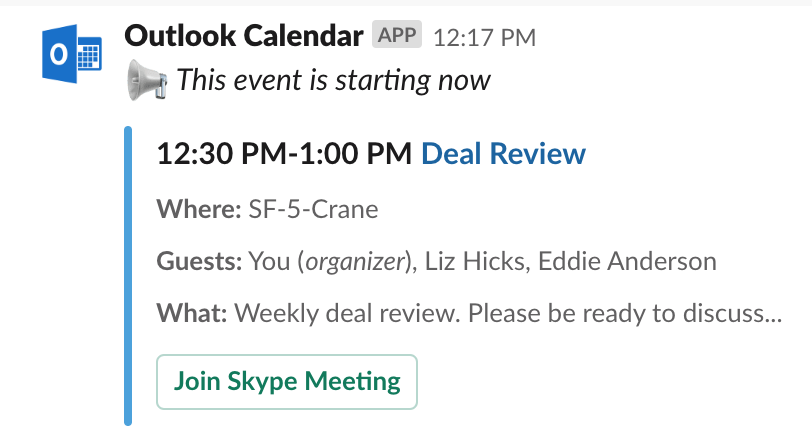 Outlook Calendar APP 12:17 PM
This event is starting now
12:30 PM-1:00 PM Deal Review
Where: SF-5-Crane
Guests: You (organizer), Liz Hicks, Eddie Anderson
What: Weekly deal review. Please be ready to discuss...
Join Skype Meeting